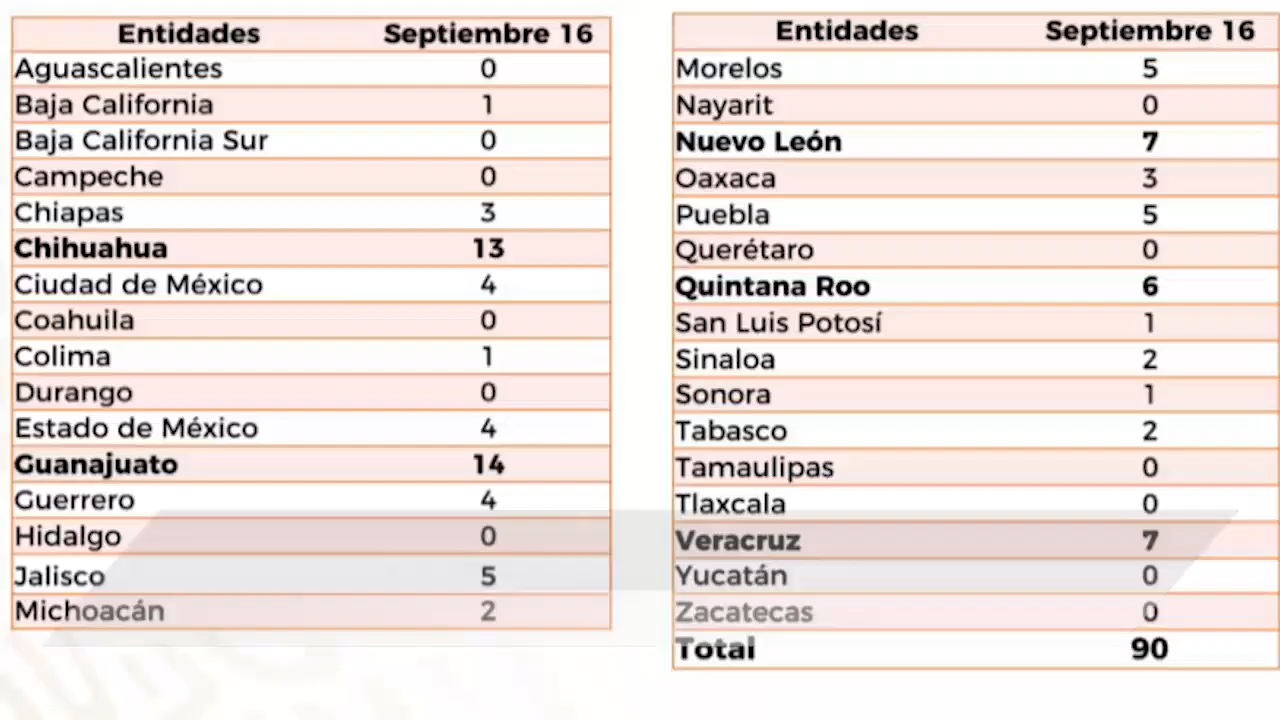 Entidades Septiembre 16
Aguascalientes 0
Baja California 1
Baja California Sur 0
Campeche 0
Chiapas 3
Chihuahua 13
Ciudad de México 4
Coahuila 0
Colima 1
Durango 0
Estado de México 4
Guanajuato 14
Guerrero 4
Hidalgo 0
Jalisco 5
Michoacán 2
Entidades Septiembre 16
Morelos 5
Nayarit 0
Nuevo León 7
Oaxaca 3
Puebla 5
Querétaro 0
Quintana Roo 6
San Luis Potosí 1
Sinaloa 2
Sonora 1
Tabasco 2
Tamaulipas 0
Tlaxcala 0
Veracruz 7
Yucatán 0
Zacatecas 0
Total 90